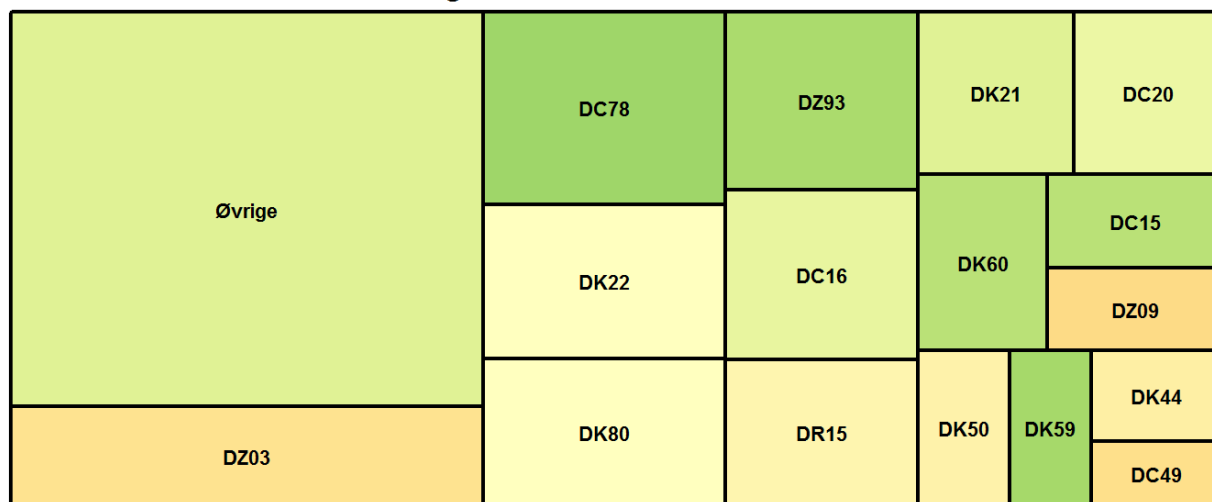 Øvrige
DZ03
DC78
DK22
DK80
DZ93
DC16
DR15
DK21
DC20
DK60
DC15
DZ09
DK50
DK59
DK44
DC49